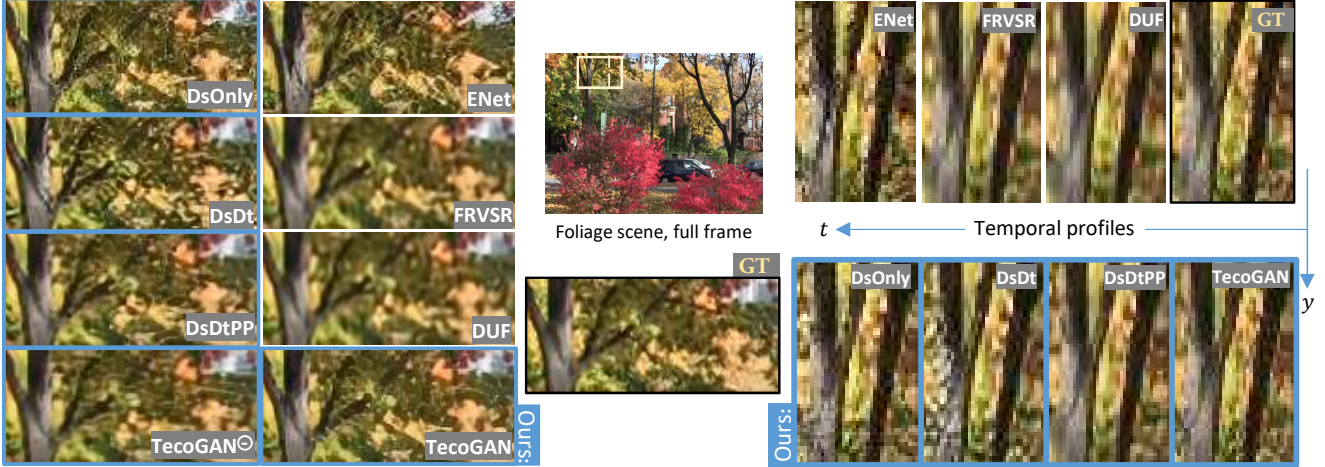 DsOnly
ENet
DsDt
FRVSR
DsDtPP
DUF
TecoGAN⊖
TecoGAN
Ours:
Foliage scene, full frame
GT
ENet
FRVSR
DUF
GT
t
Temporal profiles
y
Ours:
DsOnly
DsDt
DsDtPP
TecoGAN